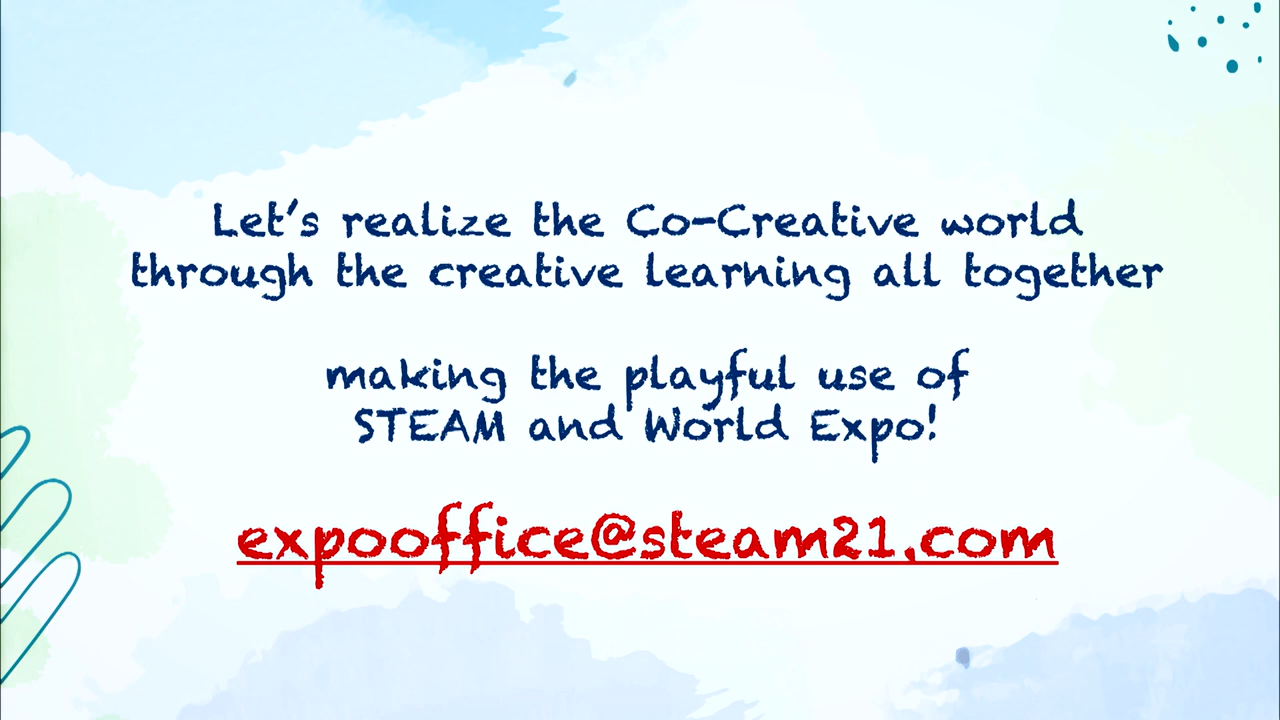 Let's realize the Co-Creative world
through the creative learning all together
making the playful use of
STEAM and World Expo!
expooffice@steam21.com